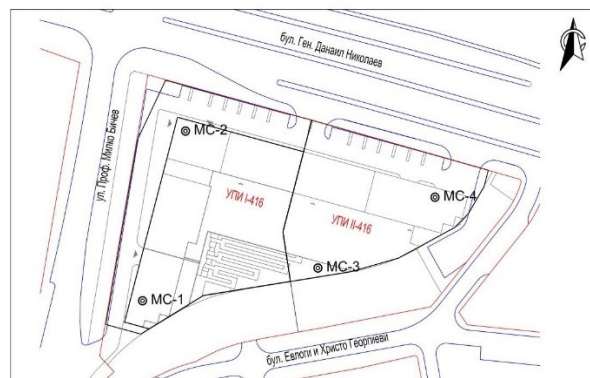 бул. Ген. Данаил Николаев
ул. Проф. Милко Бичев
МС-2
УПИ I-416
УПИ II-416
МС-4
МС-3
МС-1
бул. Евлоги и Христо Георгиеви